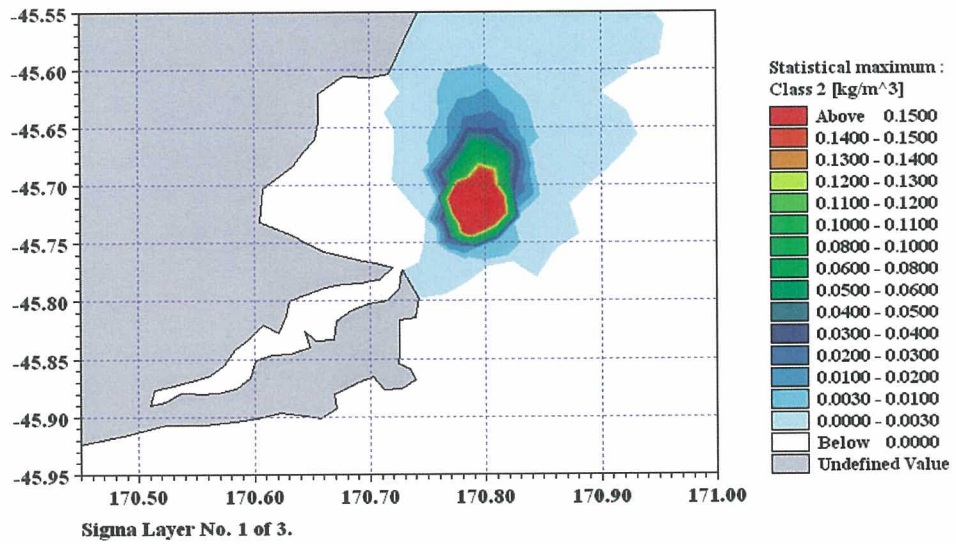 -45.55
-45.60
-45.65
-45.70
-45.75
-45.80
-45.85
-45.90
-45.95
170.50 170.60 170.70 170.80 170.90 171.00
Sigma Layer No. 1 of 3.
Statistical maximum :
Class 2 [kg/m^3]
Above 0.1500
0.1400 - 0.1500
0.1300 - 0.1400
0.1200 - 0.1300
0.1100 - 0.1200
0.1000 - 0.1100
0.0800 - 0.1000
0.0600 - 0.0800
0.0500 - 0.0600
0.0400 - 0.0500
0.0300 - 0.0400
0.0200 - 0.0300
0.0100 - 0.0200
0.0030 - 0.0100
0.0000 - 0.0030
Below 0.0000
Undefined Value